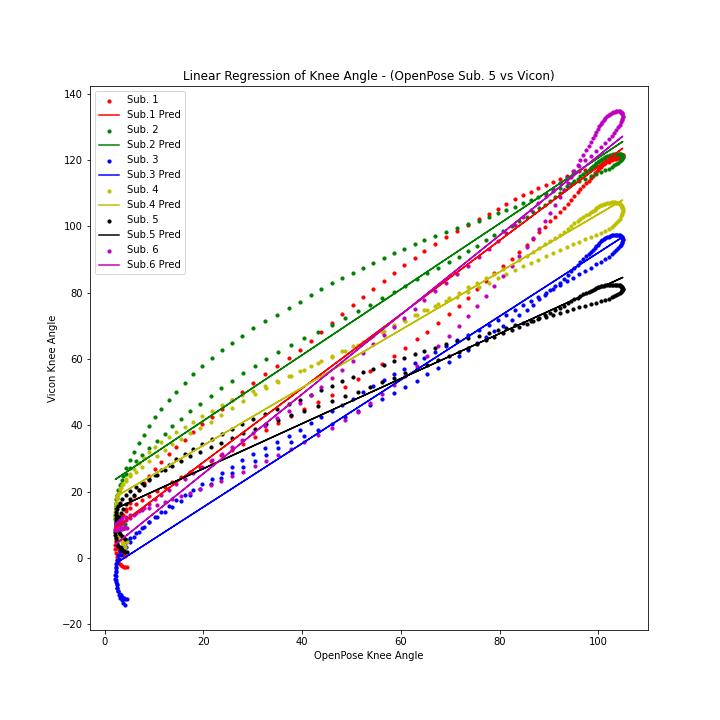 Linear Regression of Knee Angle - (OpenPose Sub. 5 vs Vicon)
Sub. 1
Sub.1 Pred
Sub. 2
Sub.2 Pred
Sub. 3
Sub.3 Pred
Sub. 4
Sub.4 Pred
Sub. 5
Sub.5 Pred
Sub. 6
Sub.6 Pred
Vicon Knee Angle
140
120
100
80
60
40
20
0
−20
0 20 40 60 80 100
OpenPose Knee Angle